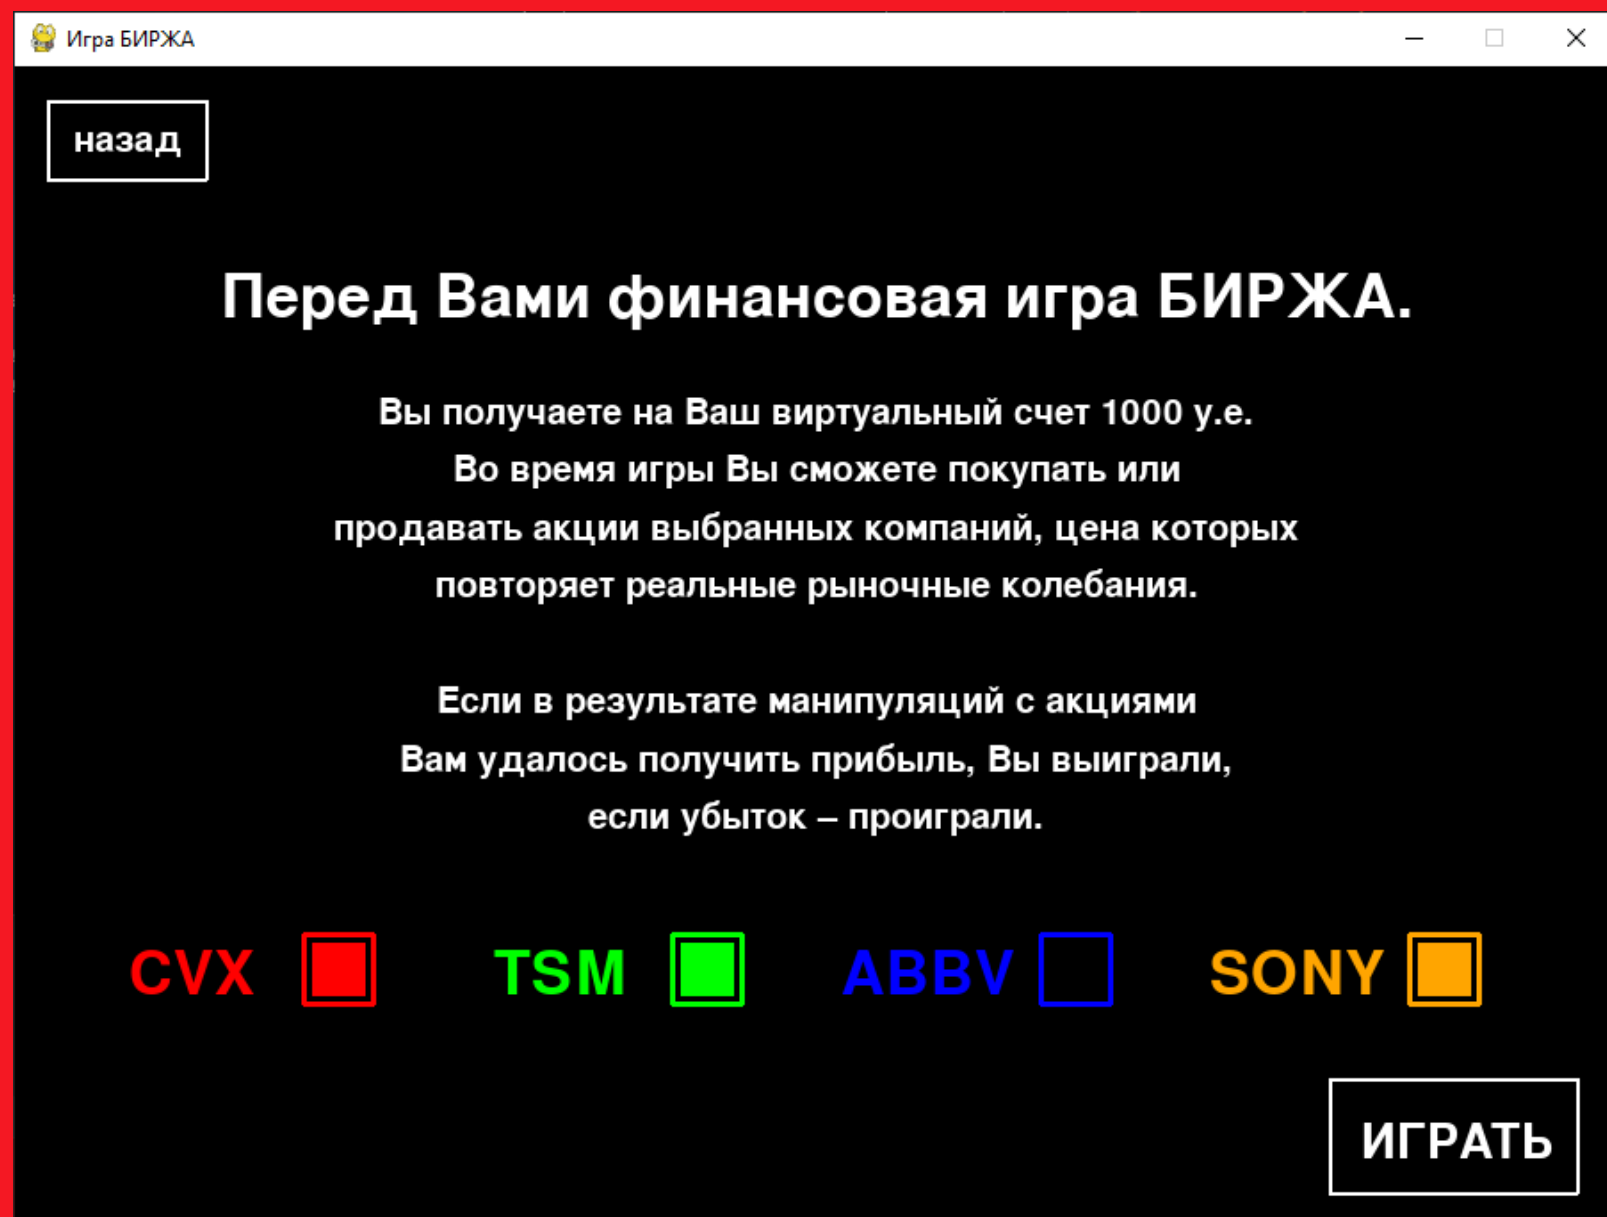 Игра БИРЖА
назад
Перед Вами финансовая игра БИРЖА.
Вы получаете на Ваш виртуальный счет 1000 у.е.
Во время игры Вы сможете покупать или
продавать акции выбранных компаний, цена которых
повторяет реальные рыночные колебания.
Если в результате манипуляций с акциями
Вам удалось получить прибыль, Вы выиграли,
если убыток – проиграли.
CVX TSM ABBV SONY
ИГРАТЬ